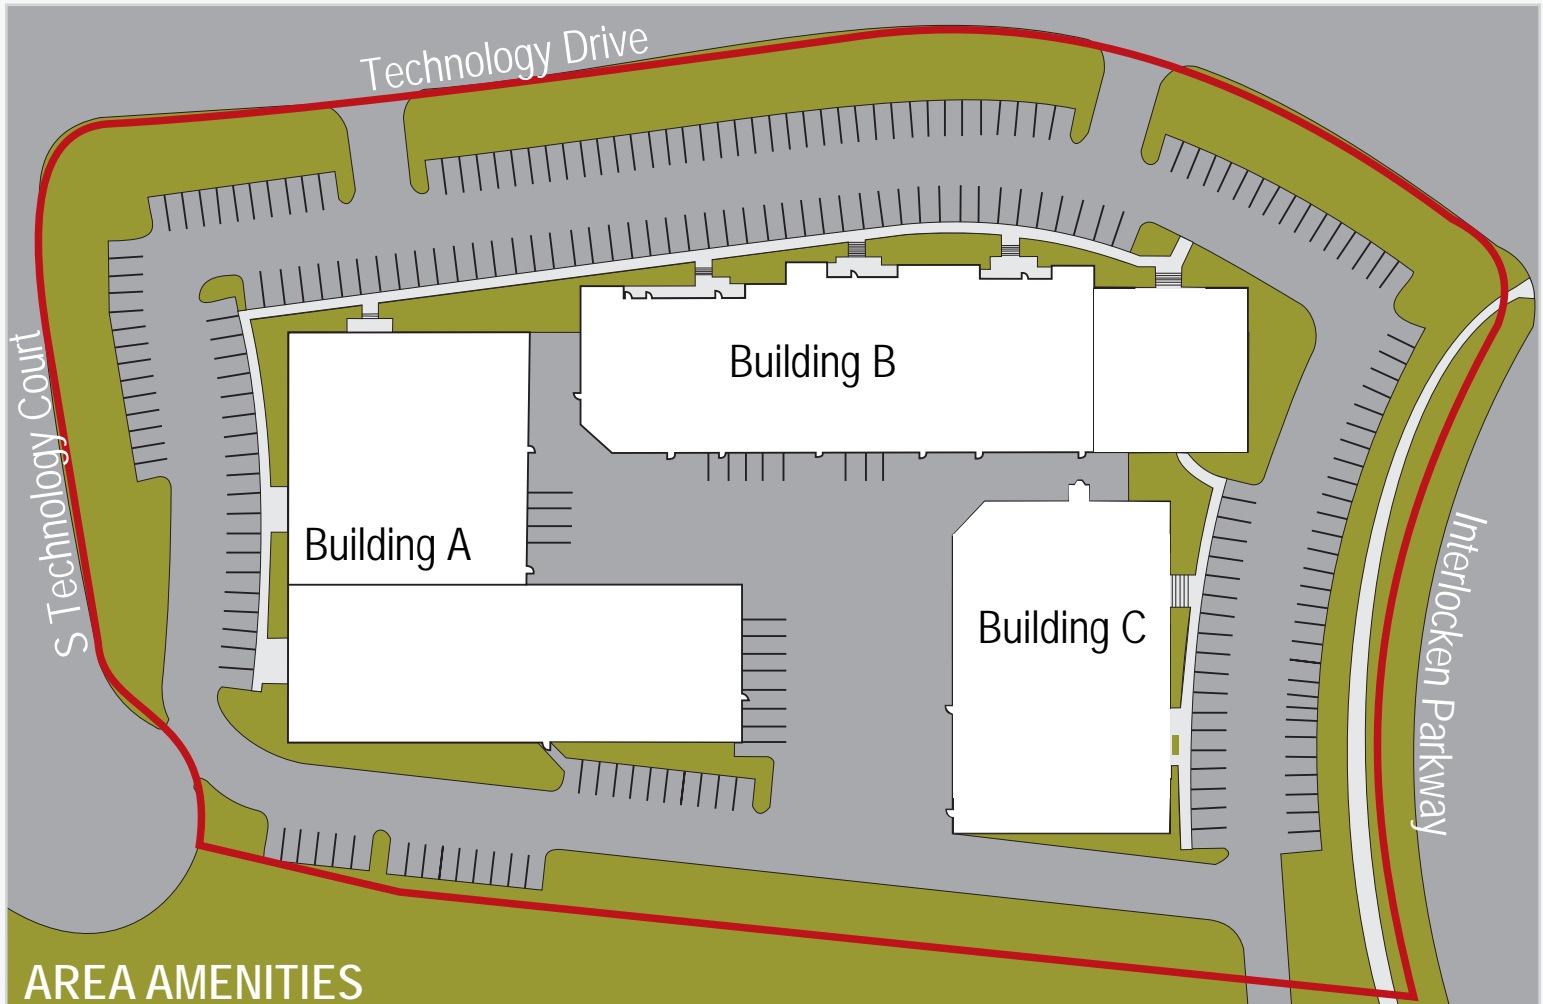 Technology Drive
S Technology Court
Building B
Building A
Building C
Interlocken Parkway
AREA AMENITIES